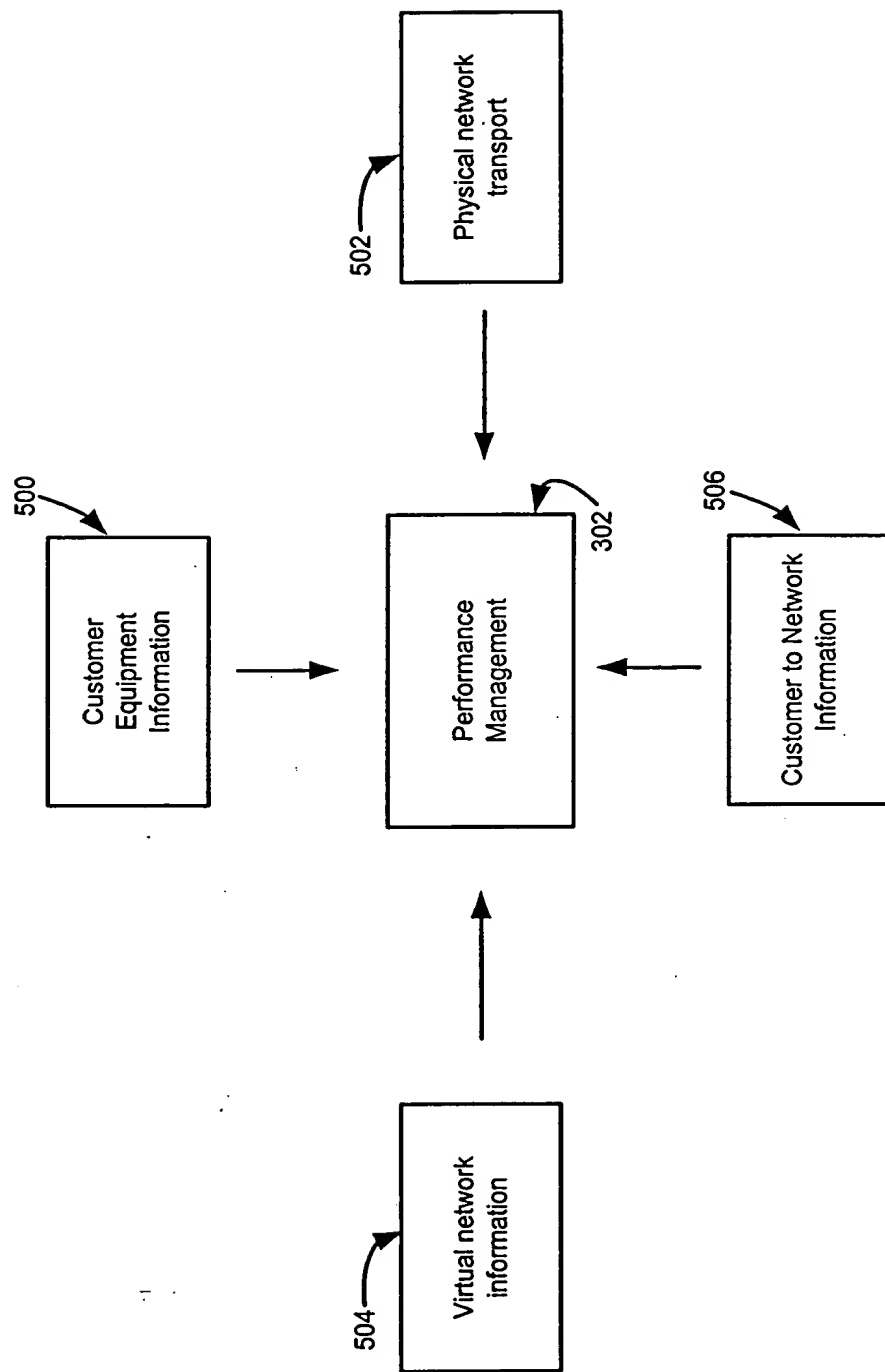 500
Customer
Equipment
Information
504
Virtual network
information
Performance
Management
302
502
Physical network
transport
506
Customer to Network
Information